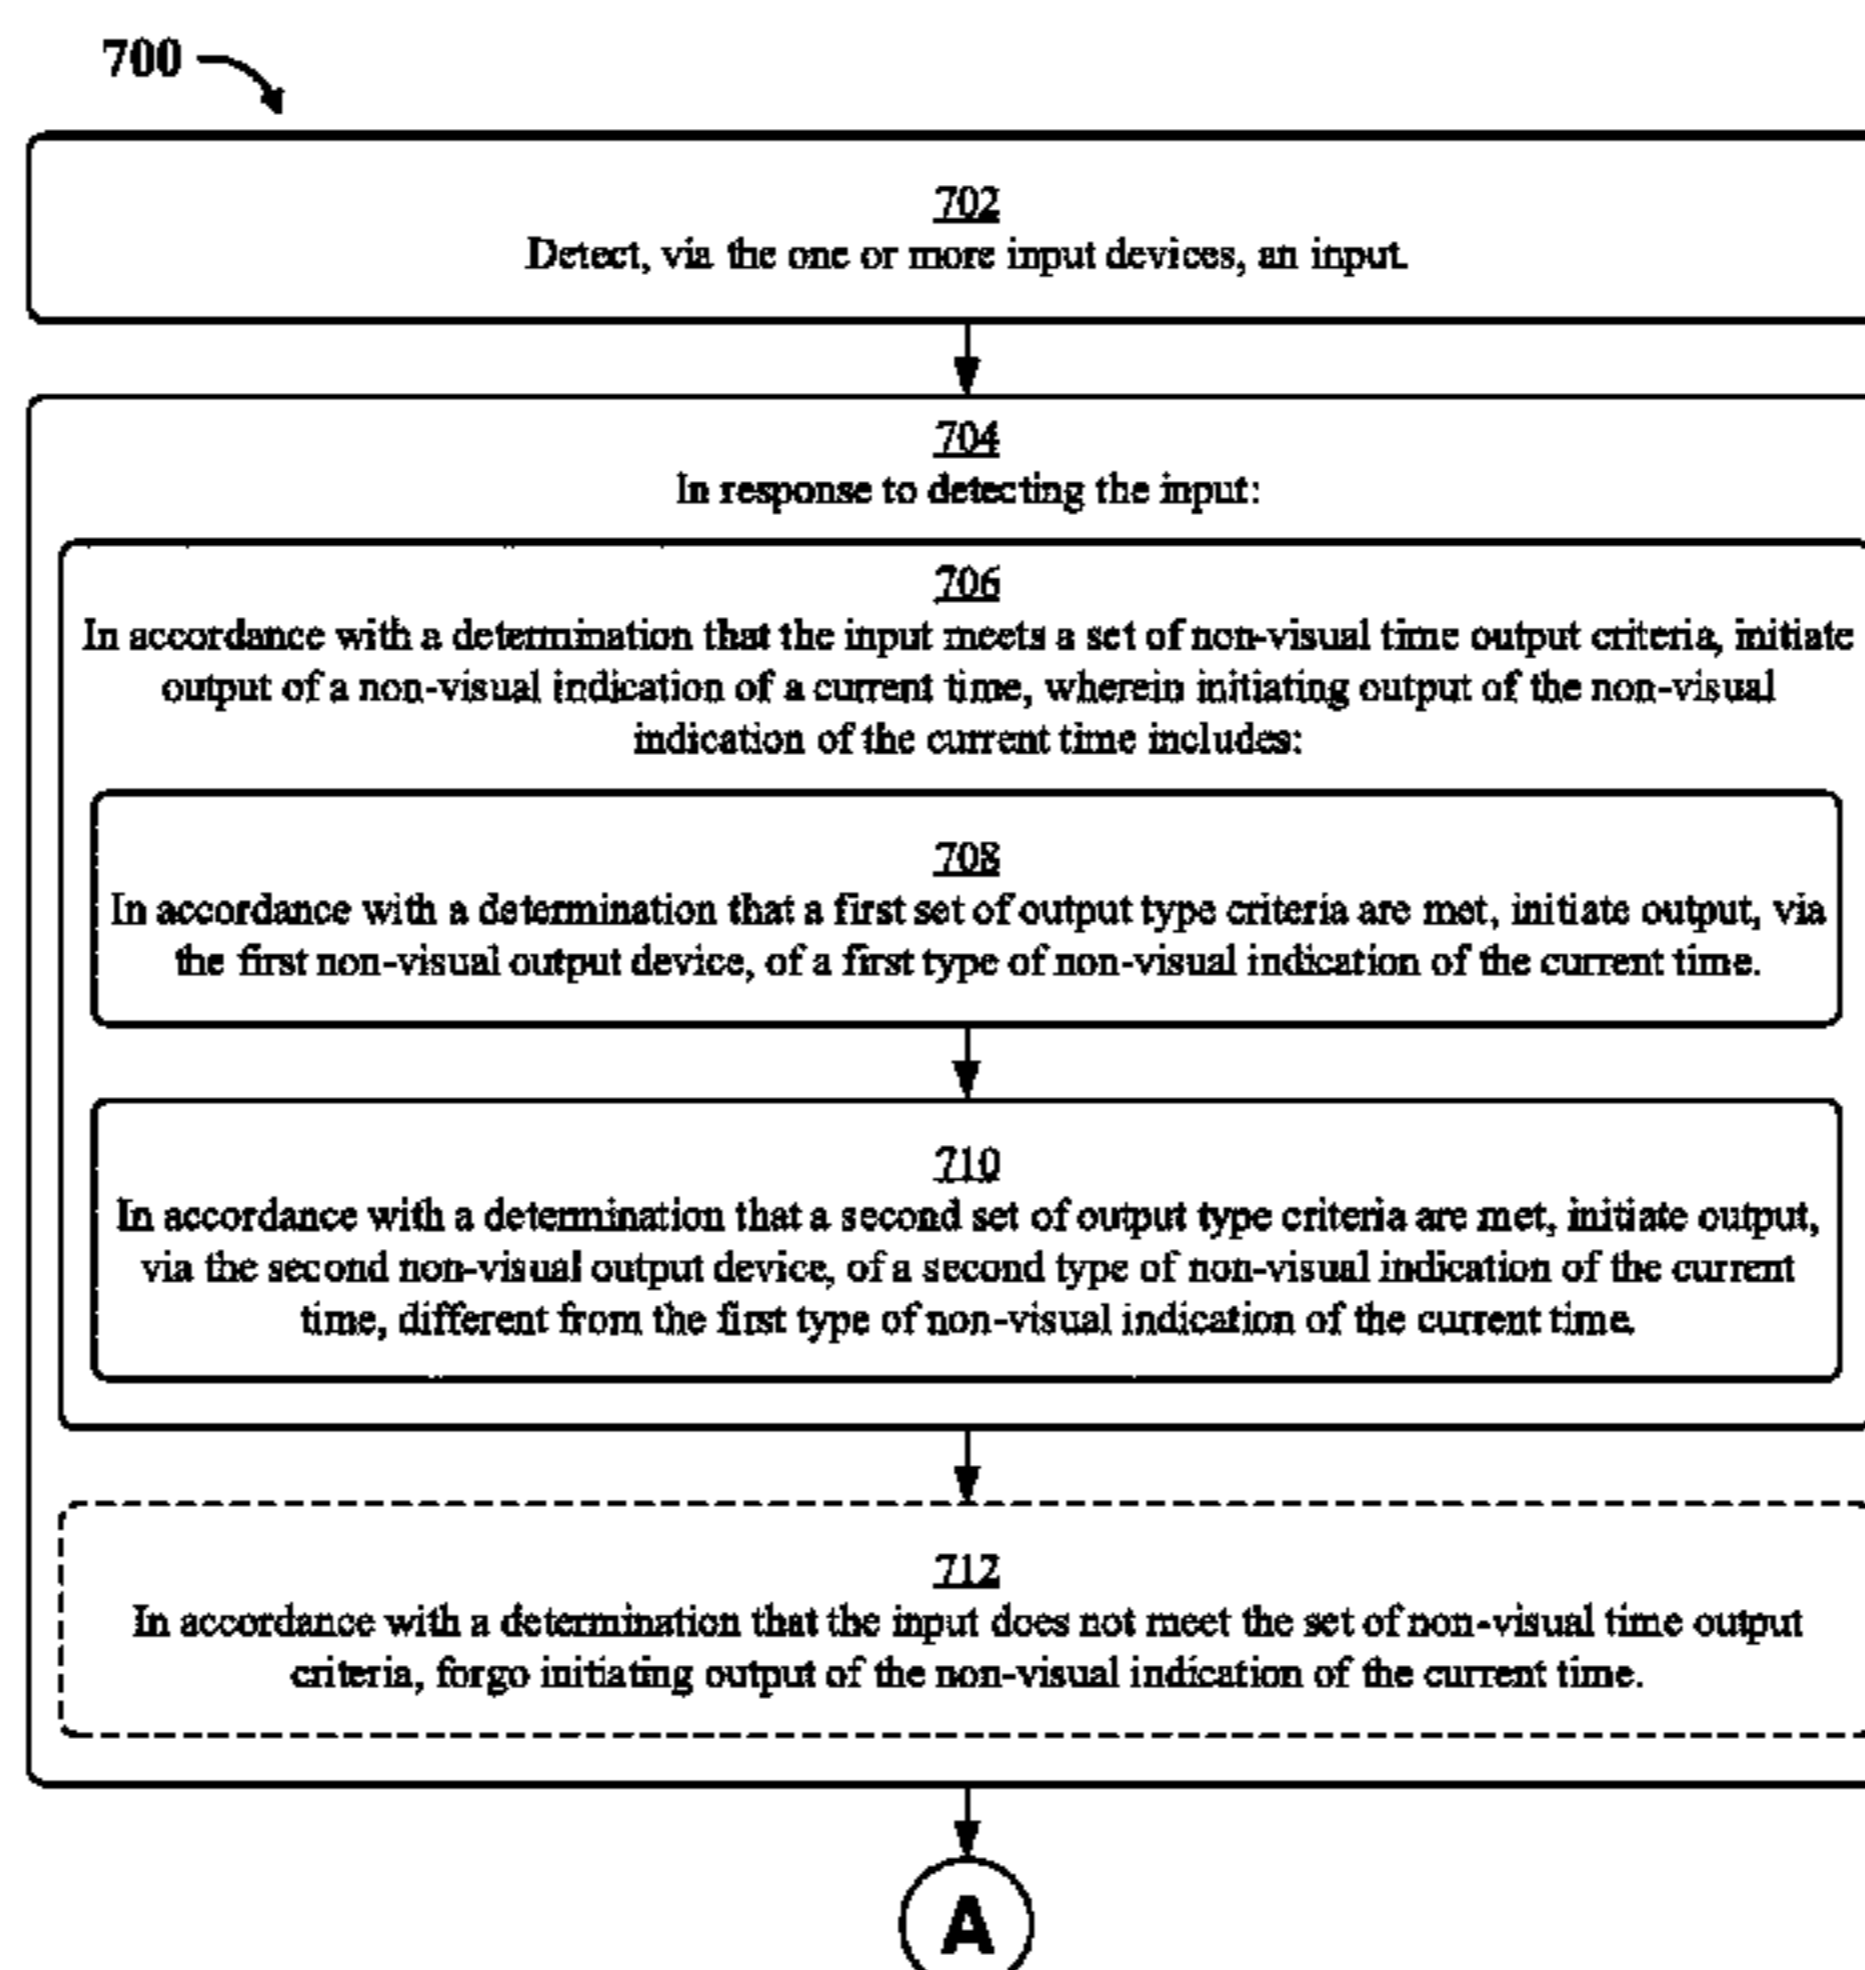 700
702
Detect, via the one or more input devices, an input.
704
In response to detecting the input:
706
In accordance with a determination that the input meets a set of non-visual time output criteria, initiate
output of a non-visual indication of a current time, wherein initiating output of the non-visual
indication of the current time includes:
708
In accordance with a determination that a first set of output type criteria are met, initiate output, via
the first non-visual output device, of a first type of non-visual indication of the current time.
710
In accordance with a determination that a second set of output type criteria are met, initiate output,
via the second non-visual output device, of a second type of non-visual indication of the current
time, different from the first type of non-visual indication of the current time.
712
In accordance with a determination that the input does not meet the set of non-visual time output
criteria, forgo initiating output of the non-visual indication of the current time.
A